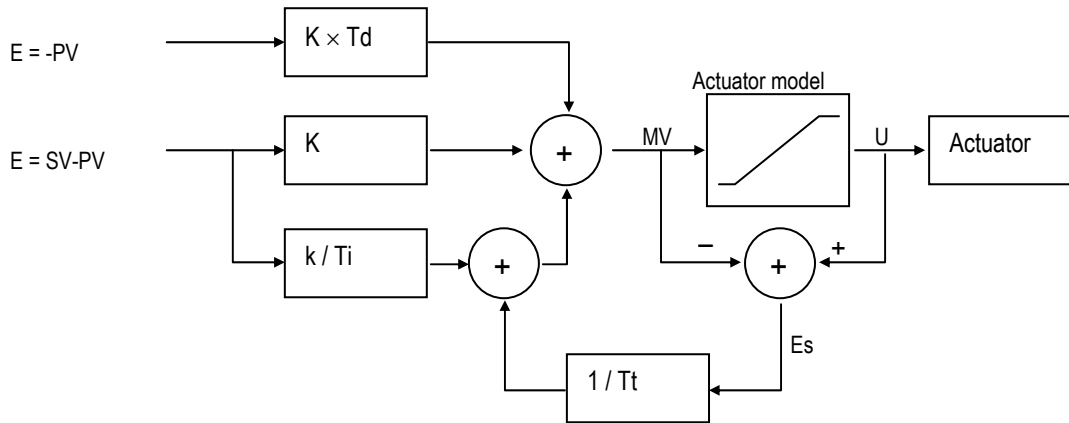 E = -PV
K × Td
Actuator model
E = SV-PV
K
+
MV
U
Actuator
k / Ti
+
–
+
+
Es
1 / Tt